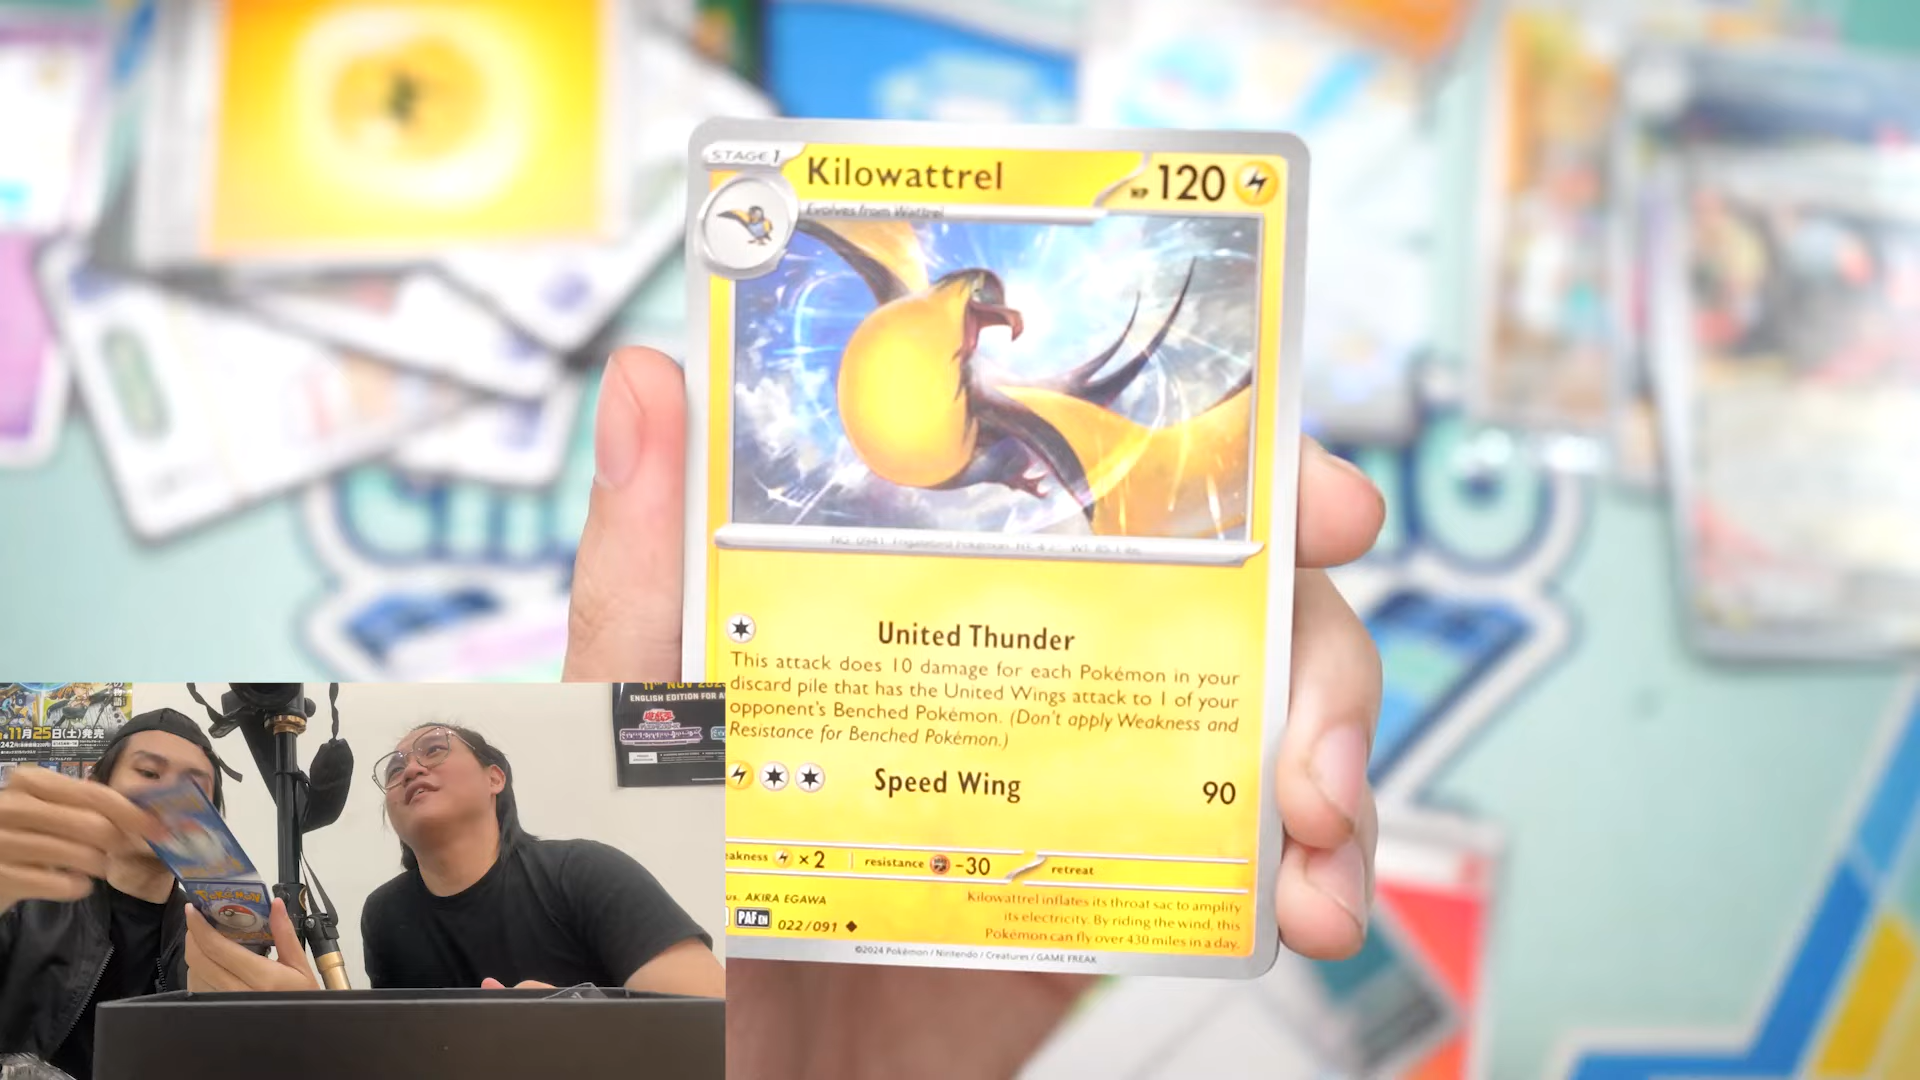 STAGE 1
Kilowattrel
HP 120
Evolves from Wattrel
United Thunder
This attack does 10 damage for each Pokémon in your
discard pile that has the United Wings attack to 1 of your
opponent's Benched Pokémon. (Don't apply Weakness and
Resistance for Benched Pokémon.)
Speed Wing 90
eakness ×2 resistance -30 retreat
us. AKIRA EGAWA
PAF EN 022/091
Kilowattrel inflates its throat sac to amplify
its electricity. By riding the wind, this
Pokémon can fly over 430 miles in a day.
©2024 Pokémon / Nintendo / Creatures / GAME FREAK
11月25日(土)発売
ENGLISH EDITION FOR A